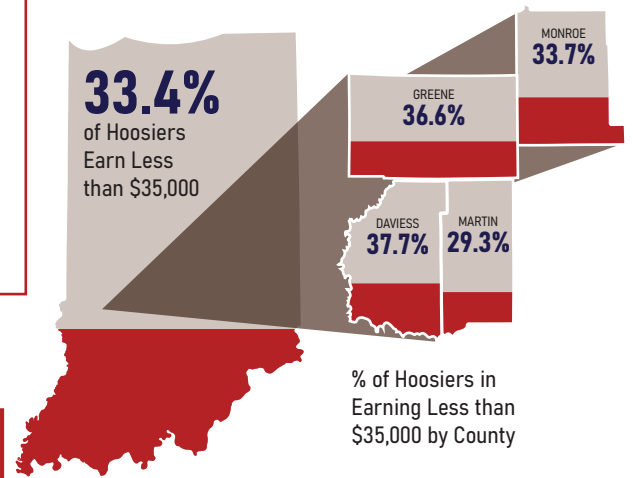 33.4%
of Hoosiers
Earn Less
than $35,000
MONROE
33.7%
GREENE
36.6%
DAVIESS
37.7%
MARTIN
29.3%
% of Hoosiers in
Earning Less than
$35,000 by County